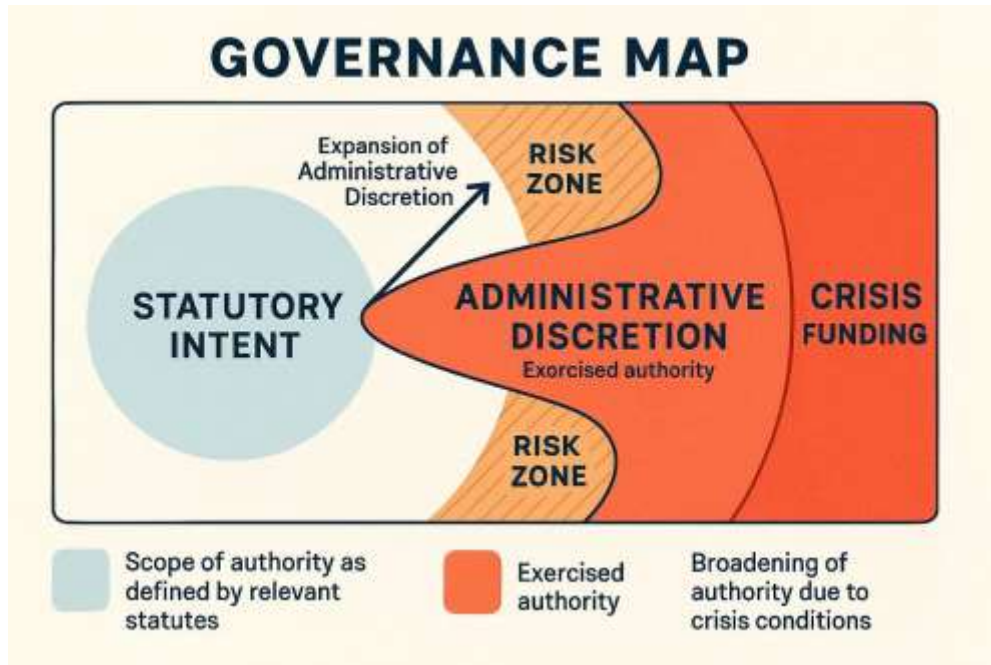 GOVERNANCE MAP
Expansion of
Administrative
Discretion
RISK
ZONE
STATUTORY
INTENT
ADMINISTRATIVE
DISCRETION
Exorcised authority
CRISIS
FUNDING
RISK
ZONE
Scope of authority as
defined by relevant
statutes
Exercised
authority
Broadening of
authority due to
crisis conditions